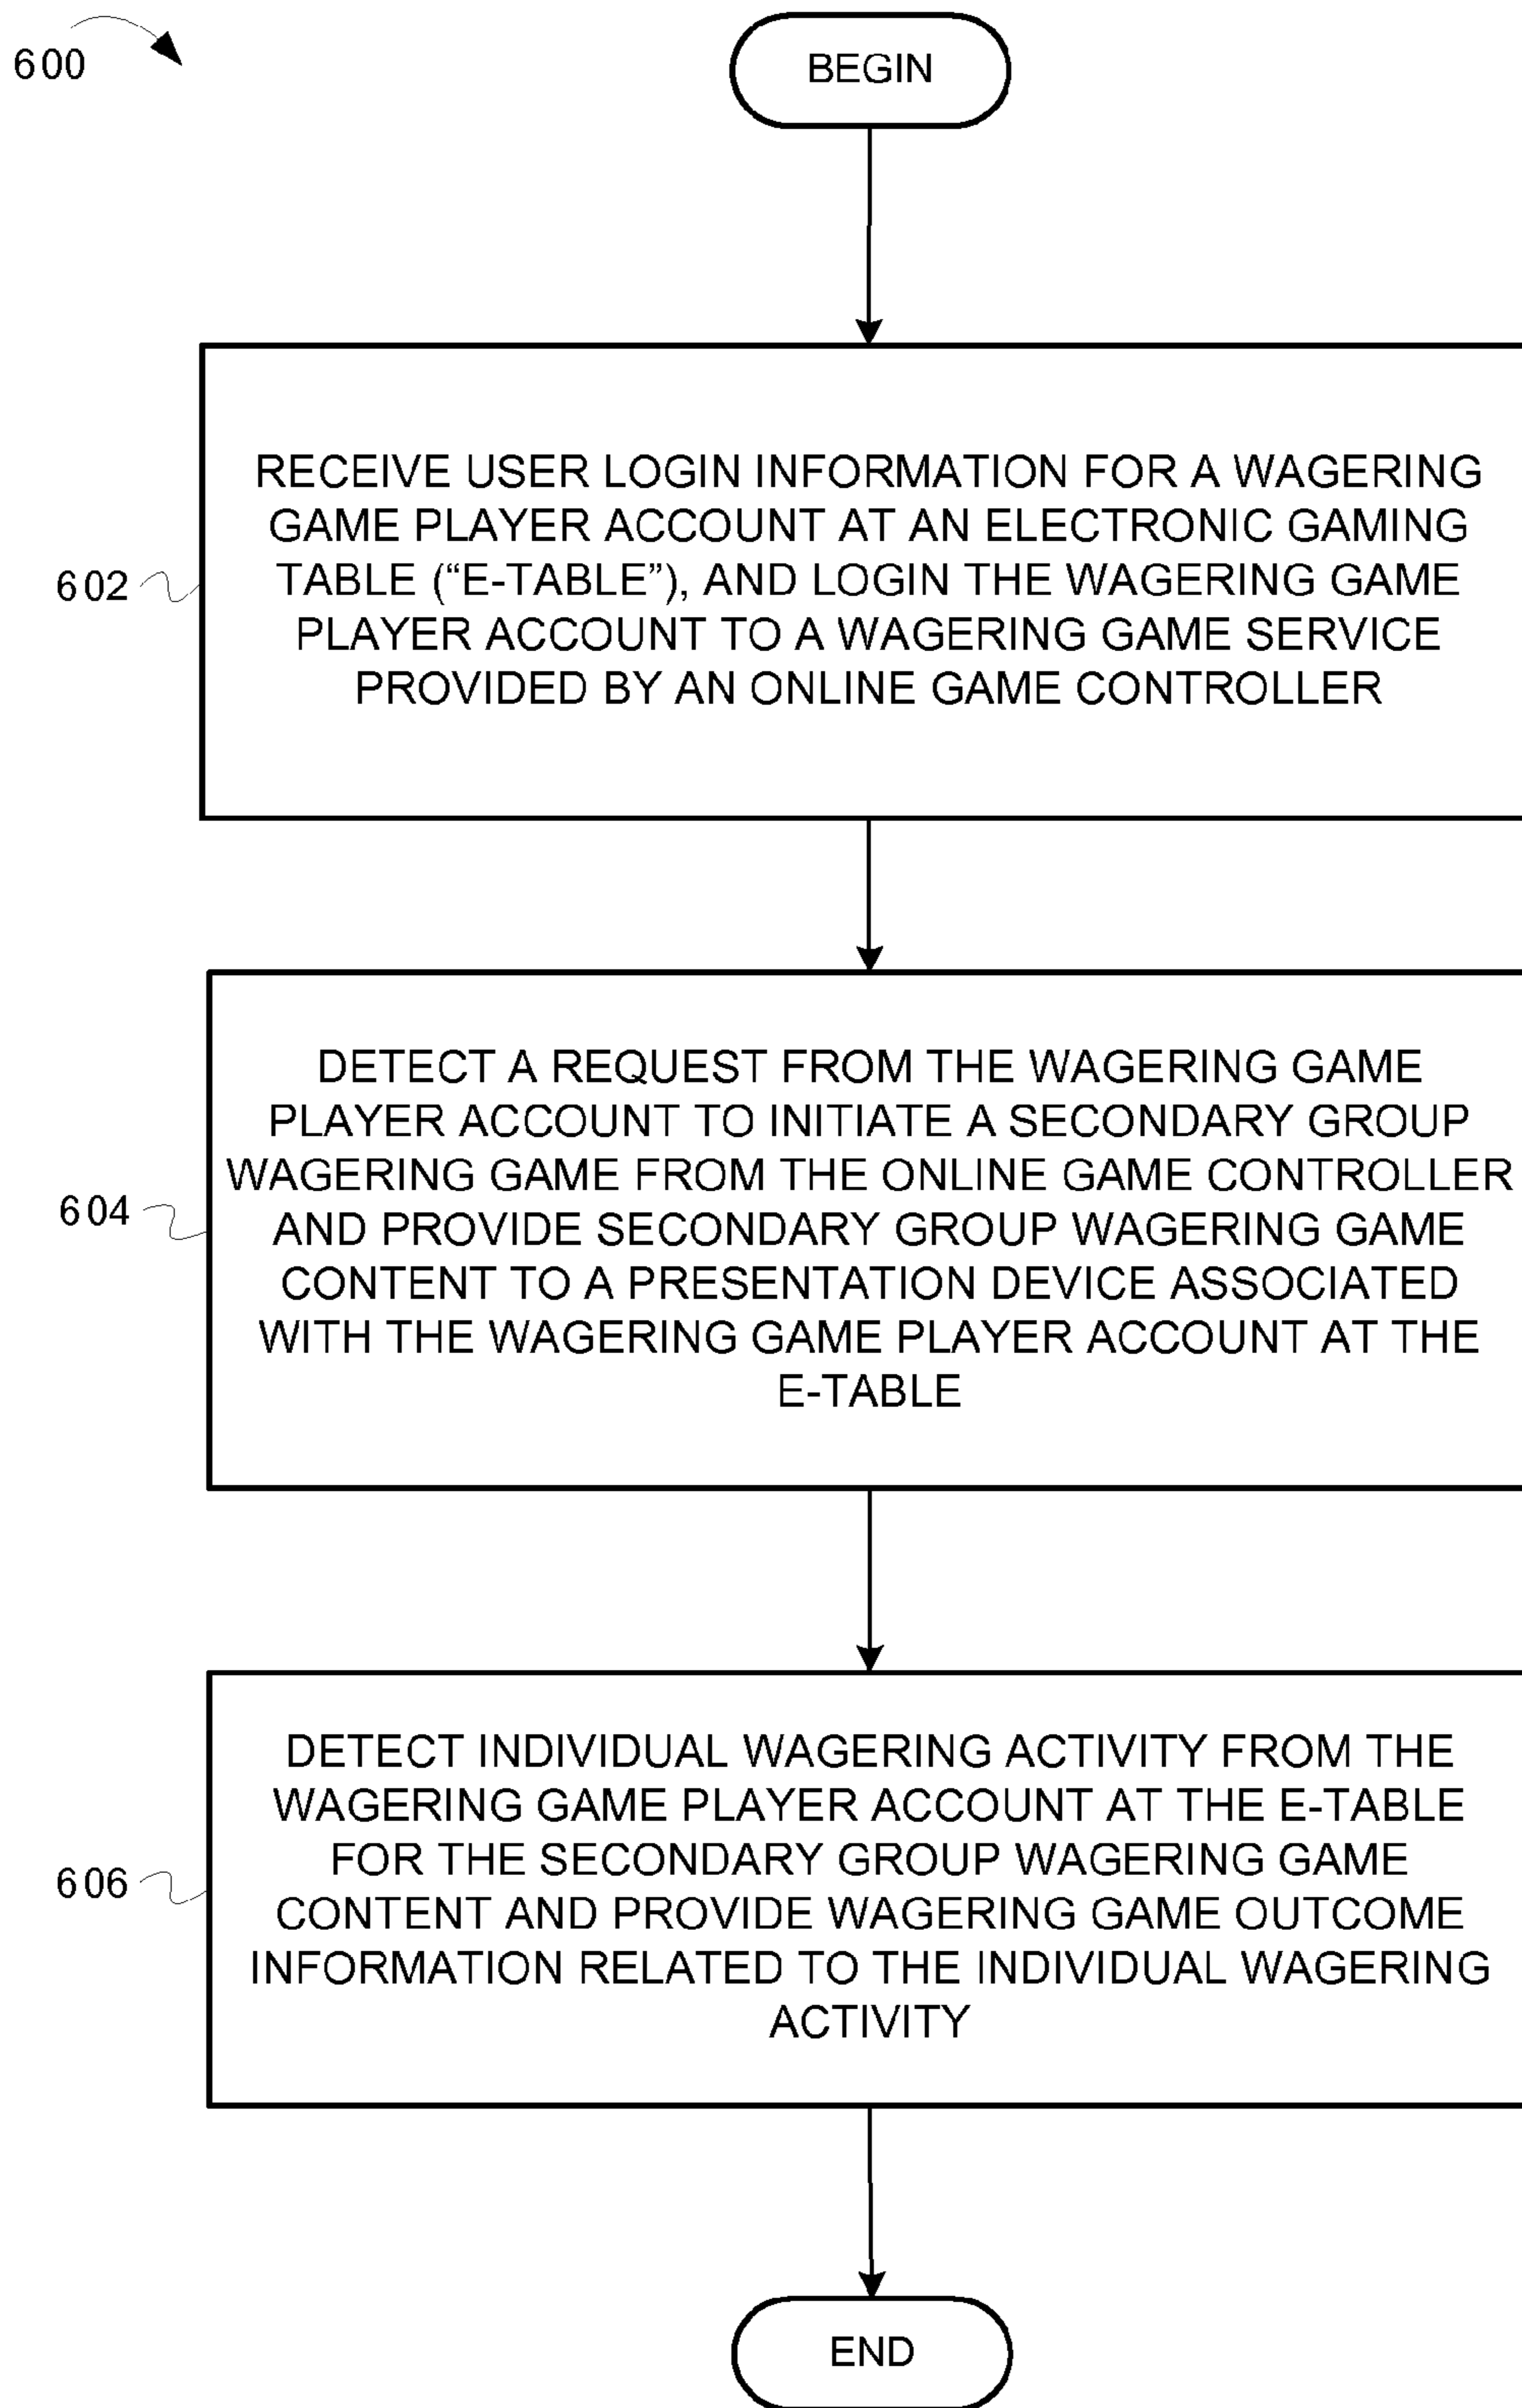 600
BEGIN
RECEIVE USER LOGIN INFORMATION FOR A WAGERING
GAME PLAYER ACCOUNT AT AN ELECTRONIC GAMING
TABLE (“E-TABLE”), AND LOGIN THE WAGERING GAME
PLAYER ACCOUNT TO A WAGERING GAME SERVICE
PROVIDED BY AN ONLINE GAME CONTROLLER
602
DETECT A REQUEST FROM THE WAGERING GAME
PLAYER ACCOUNT TO INITIATE A SECONDARY GROUP
WAGERING GAME FROM THE ONLINE GAME CONTROLLER
AND PROVIDE SECONDARY GROUP WAGERING GAME
CONTENT TO A PRESENTATION DEVICE ASSOCIATED
WITH THE WAGERING GAME PLAYER ACCOUNT AT THE
E-TABLE
604
DETECT INDIVIDUAL WAGERING ACTIVITY FROM THE
WAGERING GAME PLAYER ACCOUNT AT THE E-TABLE
FOR THE SECONDARY GROUP WAGERING GAME
CONTENT AND PROVIDE WAGERING GAME OUTCOME
INFORMATION RELATED TO THE INDIVIDUAL WAGERING
ACTIVITY
606
END